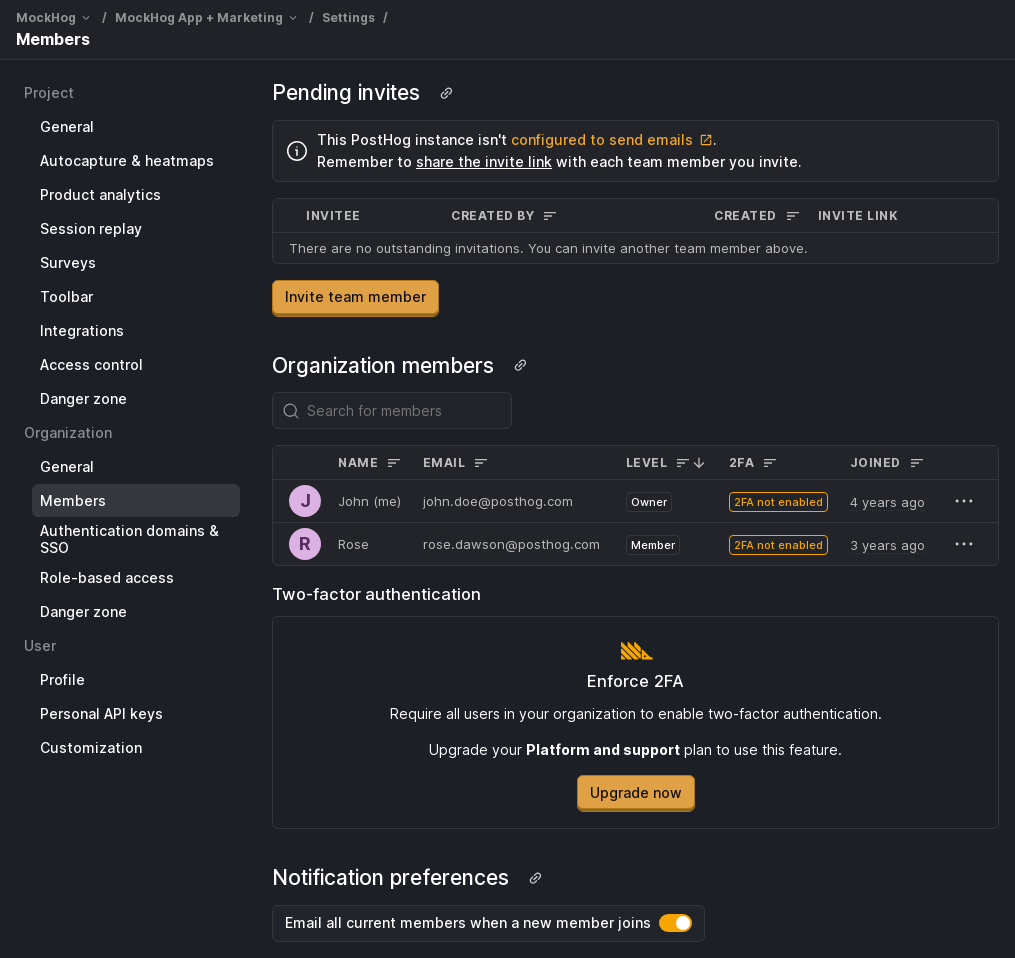 MockHog / MockHog App + Marketing / Settings /
Members
Project
General
Autocapture & heatmaps
Product analytics
Session replay
Surveys
Toolbar
Integrations
Access control
Danger zone
Organization
General
Members
Authentication domains &
SSO
Role-based access
Danger zone
User
Profile
Personal API keys
Customization
Pending invites
This PostHog instance isn't configured to send emails.
Remember to share the invite link with each team member you invite.
INVITEE CREATED BY CREATED INVITE LINK
There are no outstanding invitations. You can invite another team member above.
Invite team member
Organization members
Search for members
NAME EMAIL LEVEL 2FA JOINED
J John (me) john.doe@posthog.com Owner 2FA not enabled 4 years ago
R Rose rose.dawson@posthog.com Member 2FA not enabled 3 years ago
Two-factor authentication
Enforce 2FA
Require all users in your organization to enable two-factor authentication.
Upgrade your Platform and support plan to use this feature.
Upgrade now
Notification preferences
Email all current members when a new member joins